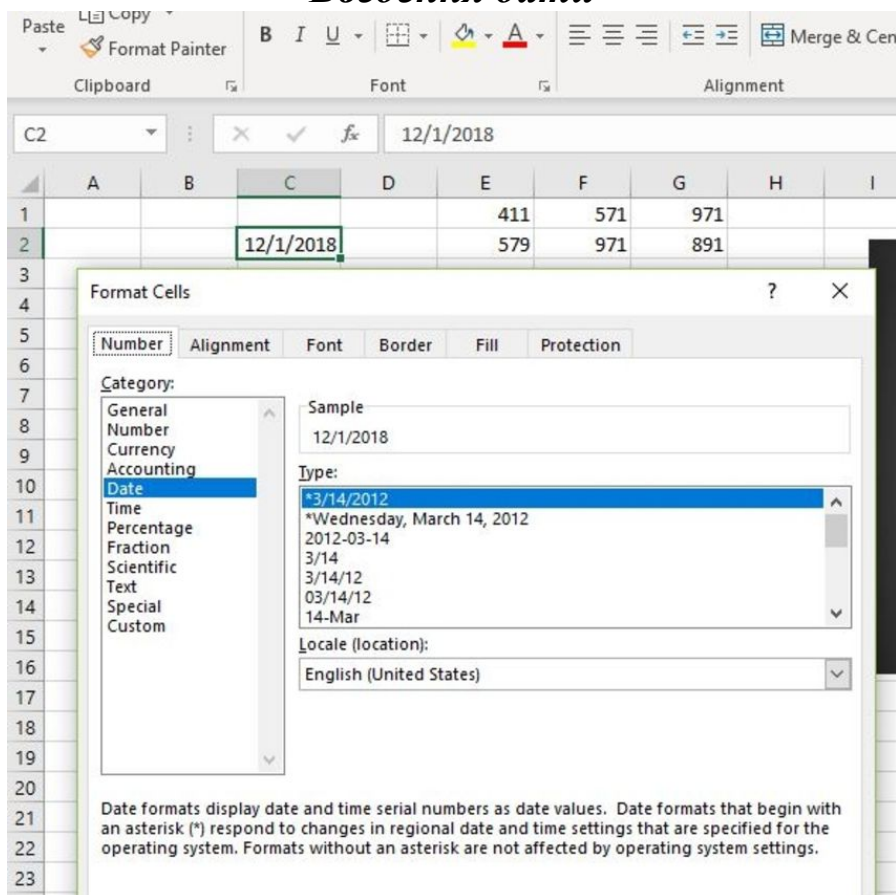 Paste Copy
Format Painter
B I U A Merge & Cen
Clipboard Font Alignment
C2 fx 12/1/2018
A B C D E F G H I
1 411 571 971
2 12/1/2018 579 971 891
3
4 Format Cells ? ×
5 Number Alignment Font Border Fill Protection
6
7 Category:
8 General Sample
9 Number 12/1/2018
Currency
10 Accounting Type:
11 Date *3/14/2012
12 Time *Wednesday, March 14, 2012
Percentage 2012-03-14
13 Fraction 3/14
14 Scientific 3/14/12
Text 03/14/12
15 Special 14-Mar
Custom
16 Locale (location):
17 English (United States)
18
19
20
21 Date formats display date and time serial numbers as date values. Date formats that begin with
22 an asterisk (*) respond to changes in regional date and time settings that are specified for the
23 operating system. Formats without an asterisk are not affected by operating system settings.